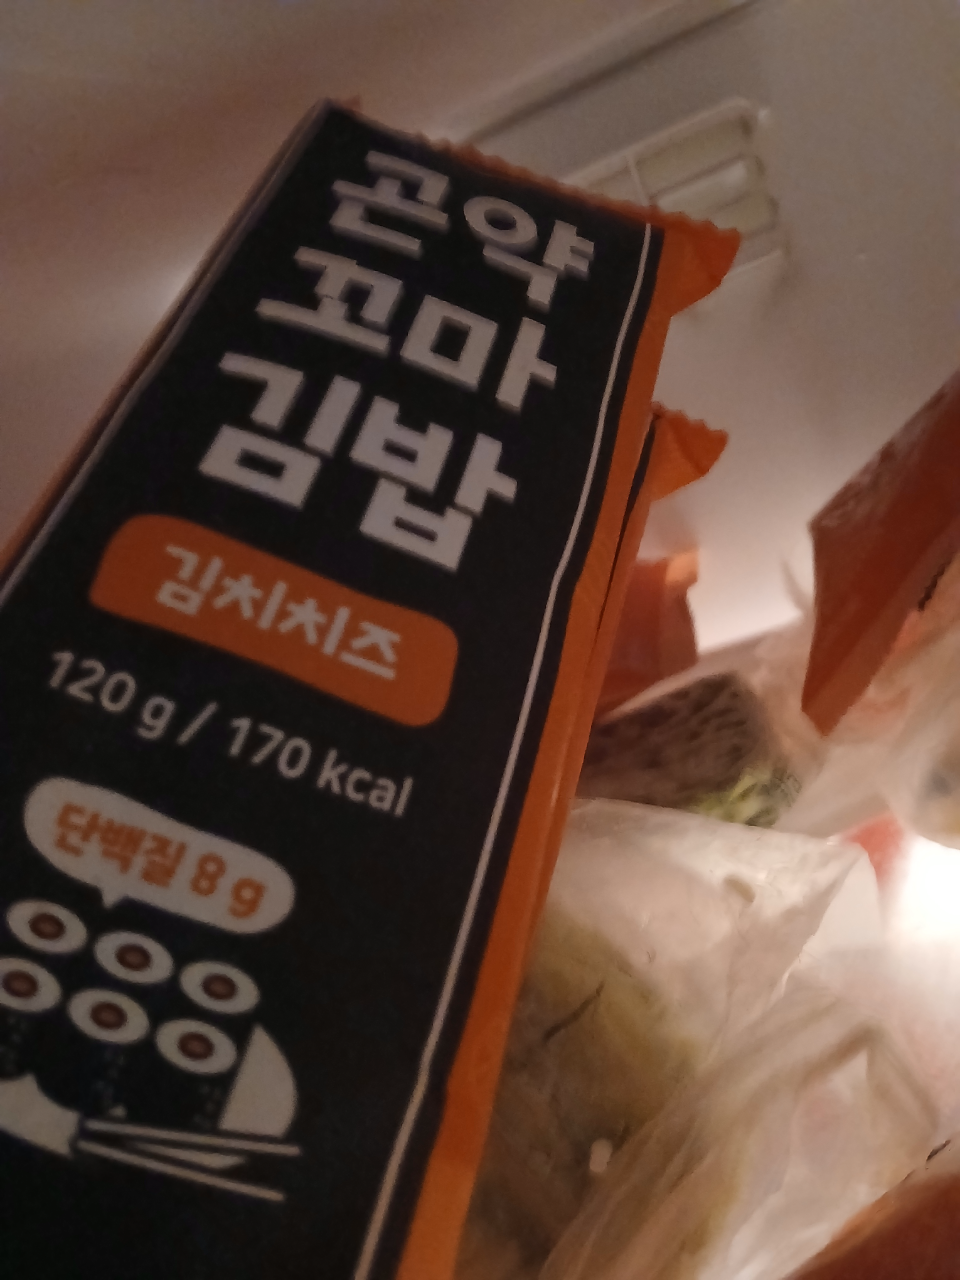 곤약
꼬마
김밥
김치치즈
120 g / 170 kcal
단백질 8 g